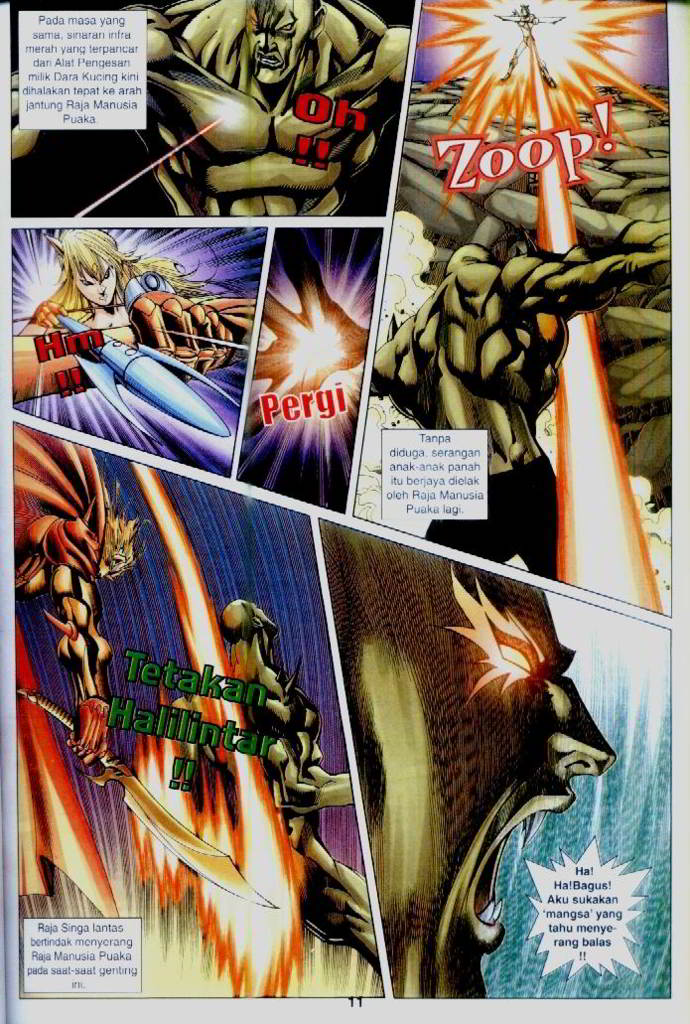 Pada masa yang
sama, sinaran infra
merah yang terpancar
dari Alat Pengesan
milik Dara Kucing kini
dihalakan tepat ke arah
jantung Raja Manusia
Puaka.
Oh
!!
Zoop!
Hm
!!
Pergi
Tanpa
diduga, serangan
anak-anak panah
itu berjaya dielak
oleh Raja Manusia
Puaka lagi.
Tetakan
Halilintar
!!
Raja Singa lantas
bertindak menyerang
Raja Manusia Puaka
pada saat-saat genting
ini.
Ha!
Ha!Bagus!
Aku sukakan
'mangsa' yang
tahu menye-
rang balas
!!
11